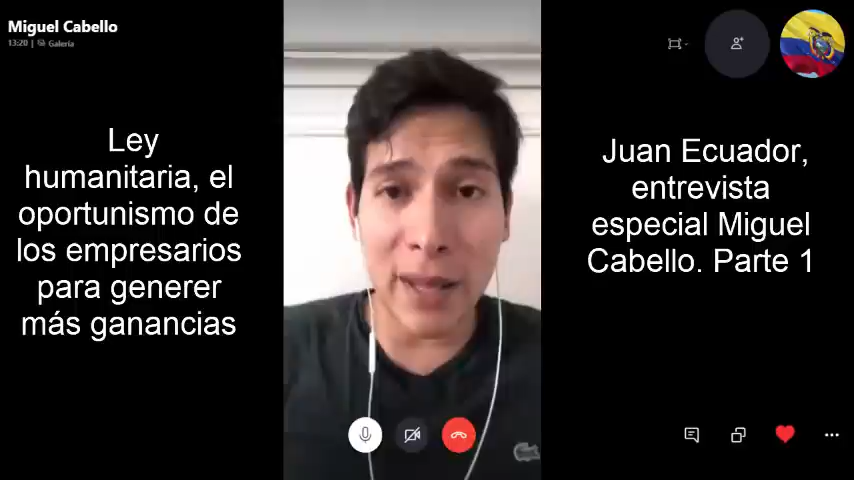 Miguel Cabello
13:20 | Galería
Ley
humanitaria, el
oportunismo de
los empresarios
para generer
más ganancias
Juan Ecuador,
entrevista
especial Miguel
Cabello. Parte 1